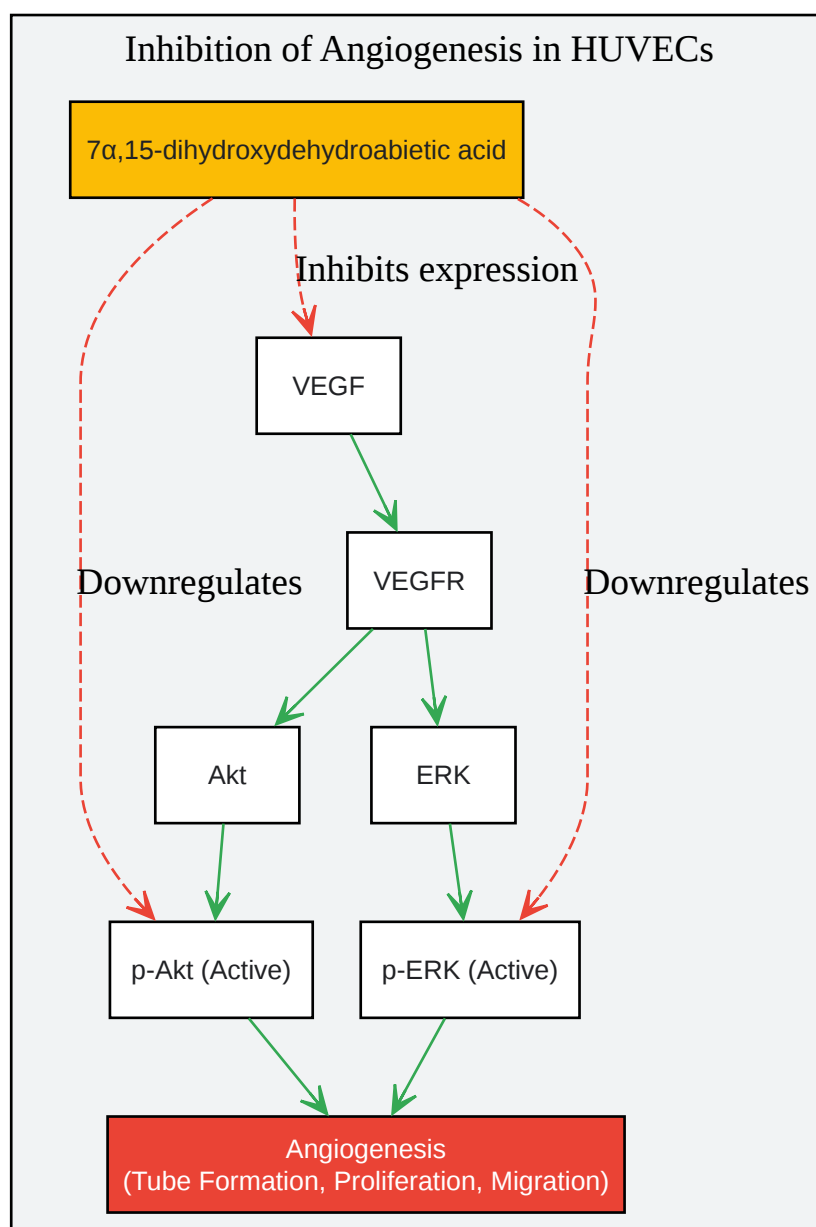 Inhibition of Angiogenesis in HUVECs
7α,15-dihydroxydehydroabietic acid
Inhibits expression
VEGF
Downregulates
VEGFR
Downregulates
Akt
ERK
p-Akt (Active)
p-ERK (Active)
Angiogenesis
(Tube Formation, Proliferation, Migration)